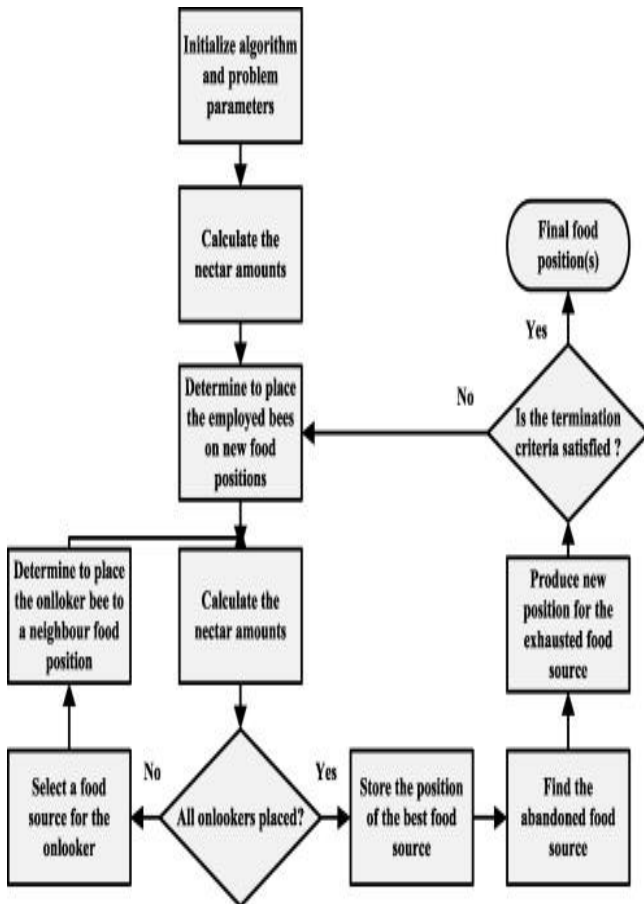 Initialize algorithm
and problem
parameters
Calculate the
nectar amounts
Final food
position(s)
Yes
Determine to place
the employed bees
on new food
positions
No
Is the termination
criteria satisfied ?
Determine to place
the onlloker bee to
a neighbour food
position
Calculate the
nectar amounts
Produce new
position for the
exhausted food
source
Select a food
source for the
onlooker
No
All onlookers placed?
Yes
Store the position
of the best food
source
Find the
abandoned food
source